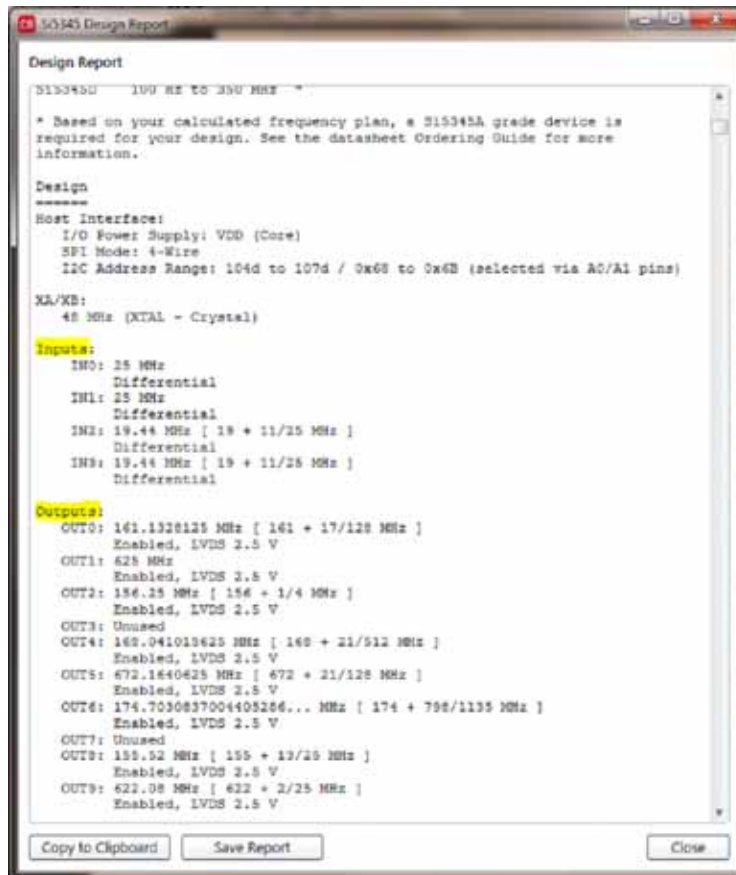 CB Si5345 Design Report
Design Report
Si5345D 100 Hz to 350 MHz *
* Based on your calculated frequency plan, a Si5345A grade device is
required for your design. See the datasheet Ordering Guide for more
information.
Design
======
Host Interface:
I/O Power Supply: VDD (Core)
SPI Mode: 4-Wire
I2C Address Range: 104d to 107d / 0x68 to 0x6B (selected via A0/A1 pins)
XA/XB:
48 MHz (XTAL - Crystal)
Inputs:
IN0: 25 MHz
Differential
IN1: 25 MHz
Differential
IN2: 19.44 MHz [ 19 + 11/25 MHz ]
Differential
IN3: 19.44 MHz [ 19 + 11/25 MHz ]
Differential
Outputs:
OUT0: 161.1328125 MHz [ 161 + 17/128 MHz ]
Enabled, LVDS 2.5 V
OUT1: 625 MHz
Enabled, LVDS 2.5 V
OUT2: 156.25 MHz [ 156 + 1/4 MHz ]
Enabled, LVDS 2.5 V
OUT3: Unused
OUT4: 168.041015625 MHz [ 168 + 21/512 MHz ]
Enabled, LVDS 2.5 V
OUT5: 672.1640625 MHz [ 672 + 21/128 MHz ]
Enabled, LVDS 2.5 V
OUT6: 174.7030837004405286... MHz [ 174 + 798/1135 MHz ]
Enabled, LVDS 2.5 V
OUT7: Unused
OUT8: 155.52 MHz [ 155 + 13/25 MHz ]
Enabled, LVDS 2.5 V
OUT9: 622.08 MHz [ 622 + 2/25 MHz ]
Enabled, LVDS 2.5 V
Copy to Clipboard Save Report Close